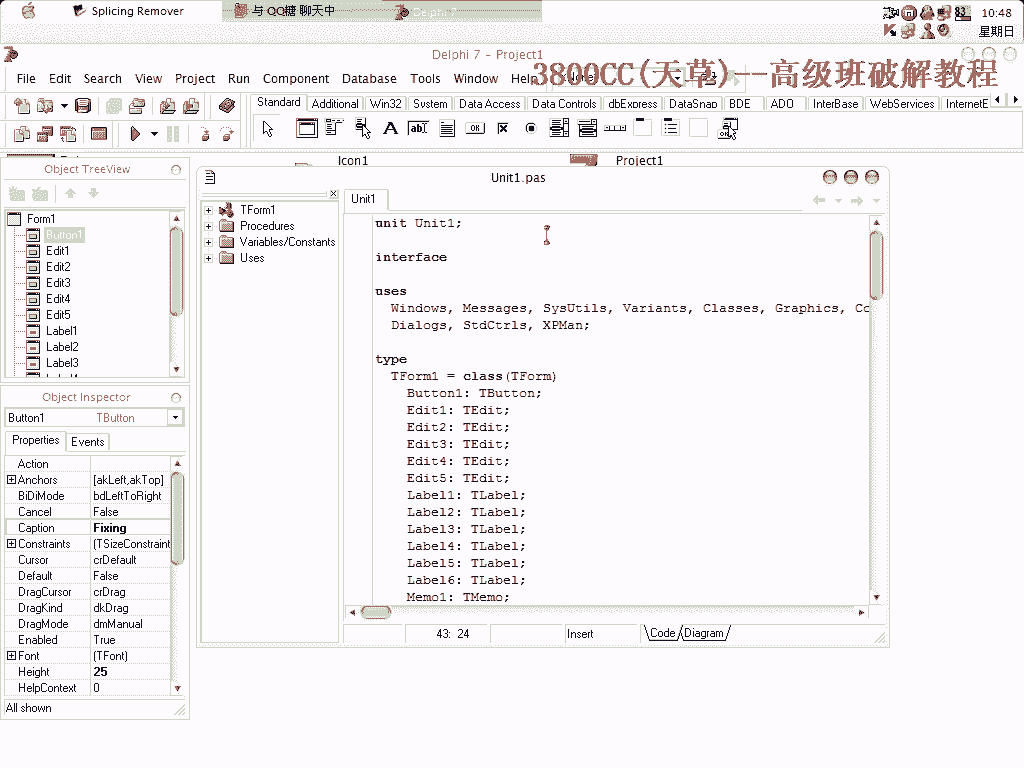 Splicing Remover
与 QQ糖 聊天中
Delphi 7
83
10:48
星期日
Delphi 7 - Project1
File Edit Search View Project Run Component Database Tools Window Help
3800CC(天草)--高级班破解教程
Standard Additional Win32 System Data Access Data Controls dbExpress DataSnap BDE ADO InterBase WebServices InternetE
Icon1
Project1
Object TreeView
Form1
Button1
Edit1
Edit2
Edit3
Edit4
Edit5
Label1
Label2
Label3
Object Inspector
Button1 TButton
Properties Events
Action
Anchors [akLeft,akTop]
BiDiMode bdLeftToRight
Cancel False
Caption Fixing
Constraints (TSizeConstraint
Cursor crDefault
Default False
DragCursor crDrag
DragKind dkDrag
DragMode dmManual
Enabled True
Font (TFont)
Height 25
HelpContext 0
All shown
Unit1.pas
TForm1
Procedures
Variables/Constants
Uses
Unit1
unit Unit1;
interface
uses
Windows, Messages, SysUtils, Variants, Classes, Graphics, Co
Dialogs, StdCtrls, XPMan;
type
TForm1 = class(TForm)
Button1: TButton;
Edit1: TEdit;
Edit2: TEdit;
Edit3: TEdit;
Edit4: TEdit;
Edit5: TEdit;
Label1: TLabel;
Label2: TLabel;
Label3: TLabel;
Label4: TLabel;
Label5: TLabel;
Label6: TLabel;
Memo1: TMemo;
43: 24
Insert
Code Diagram